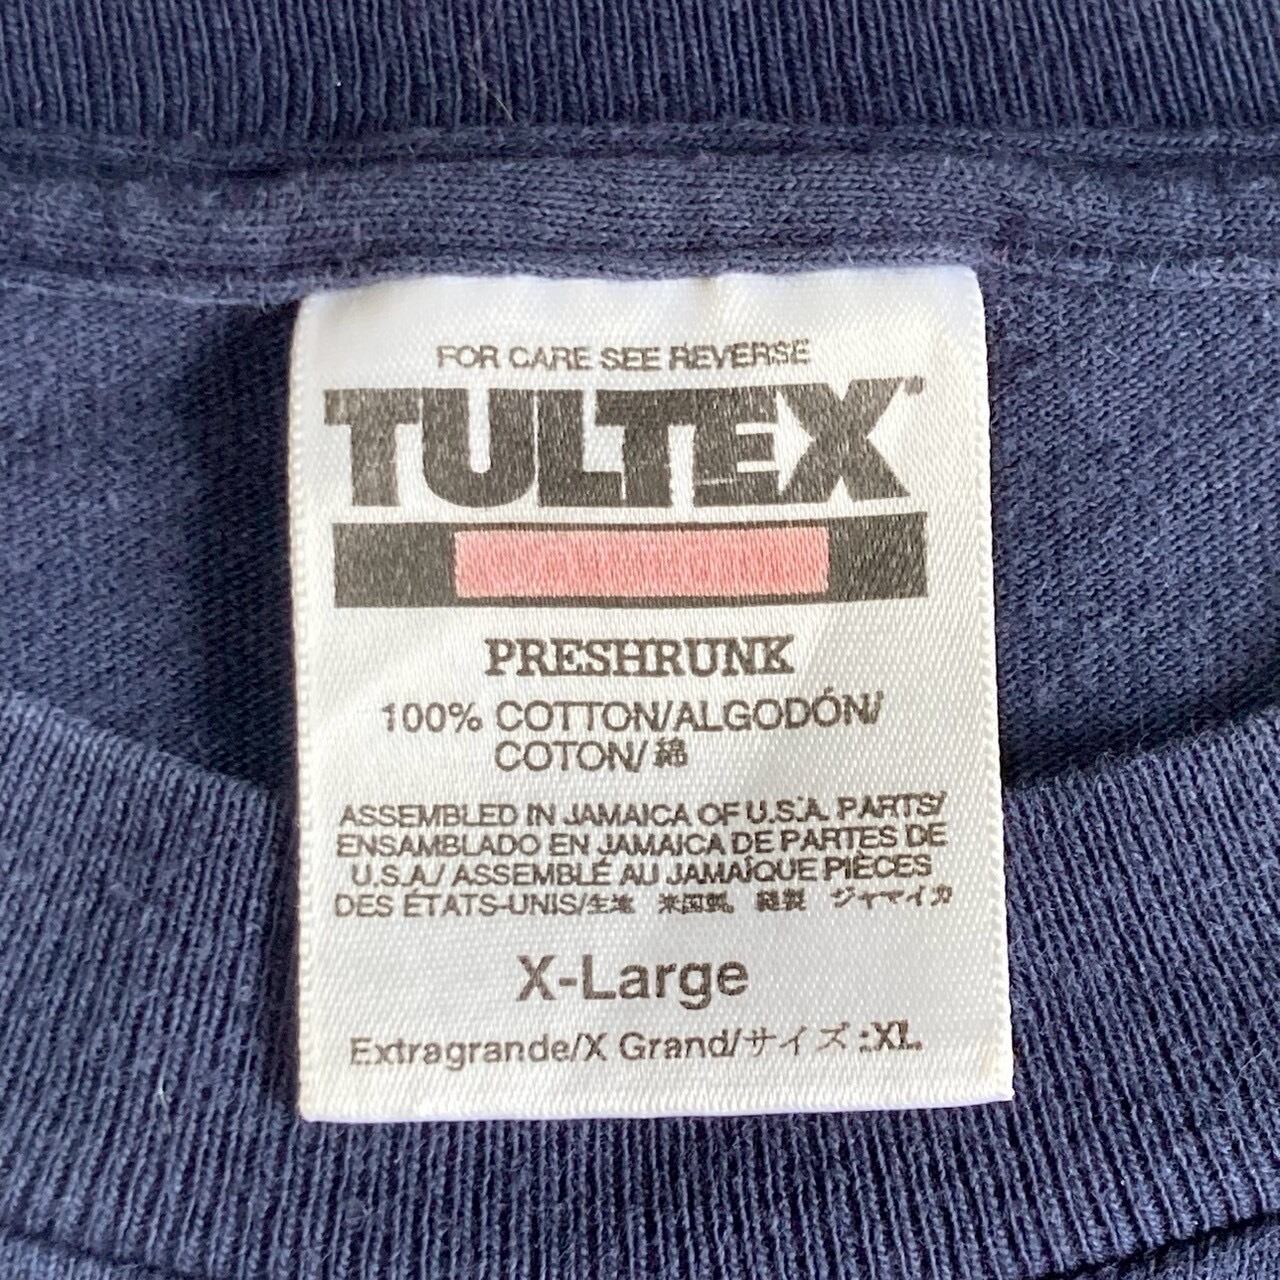 FOR CARE SEE REVERSE
TULTEX
PRESHRUNK
100% COTTON/ALGODÓN/
COTON/綿
ASSEMBLED IN JAMAICA OF U.S.A. PARTS/
ENSAMBLADO EN JAMAICA DE PARTES DE
U.S.A/ ASSEMBLÉ AU JAMAÏQUE PIÈCES
DES ÉTATS-UNIS/生地 米国製。縫製 ジャマイカ
X-Large
Extragrande/X Grand/サイズ:XL